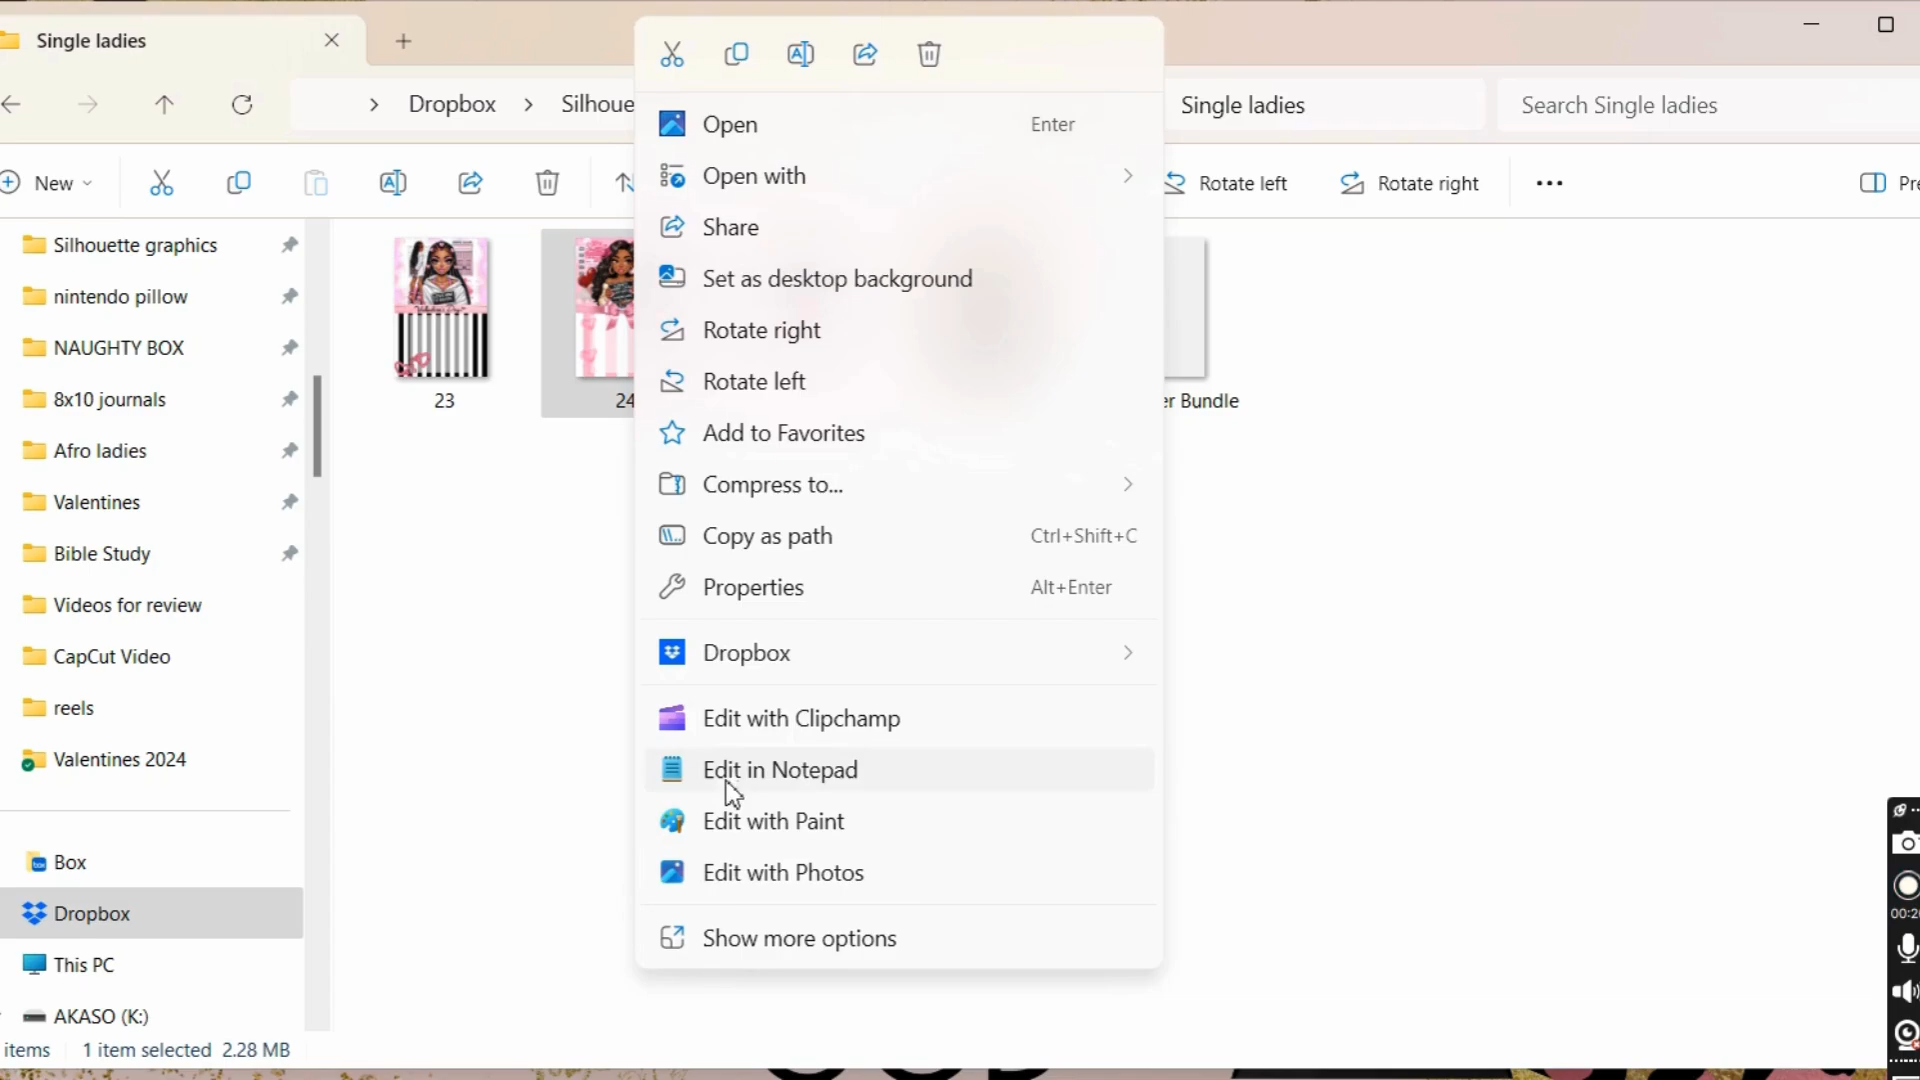 Single ladies
Dropbox
Silhoue
Single ladies
Search Single ladies
New
Rotate left
Rotate right
Pre
Open Enter
Open with
Share
Set as desktop background
Rotate right
Rotate left
Add to Favorites
Compress to...
Copy as path Ctrl+Shift+C
Properties Alt+Enter
Dropbox
Edit with Clipchamp
Edit in Notepad
Edit with Paint
Edit with Photos
Show more options
Silhouette graphics
nintendo pillow
NAUGHTY BOX
8x10 journals
Afro ladies
Valentines
Bible Study
Videos for review
CapCut Video
reels
Valentines 2024
Box
Dropbox
This PC
AKASO (K:)
23
24
er Bundle
items 1 item selected 2.28 MB